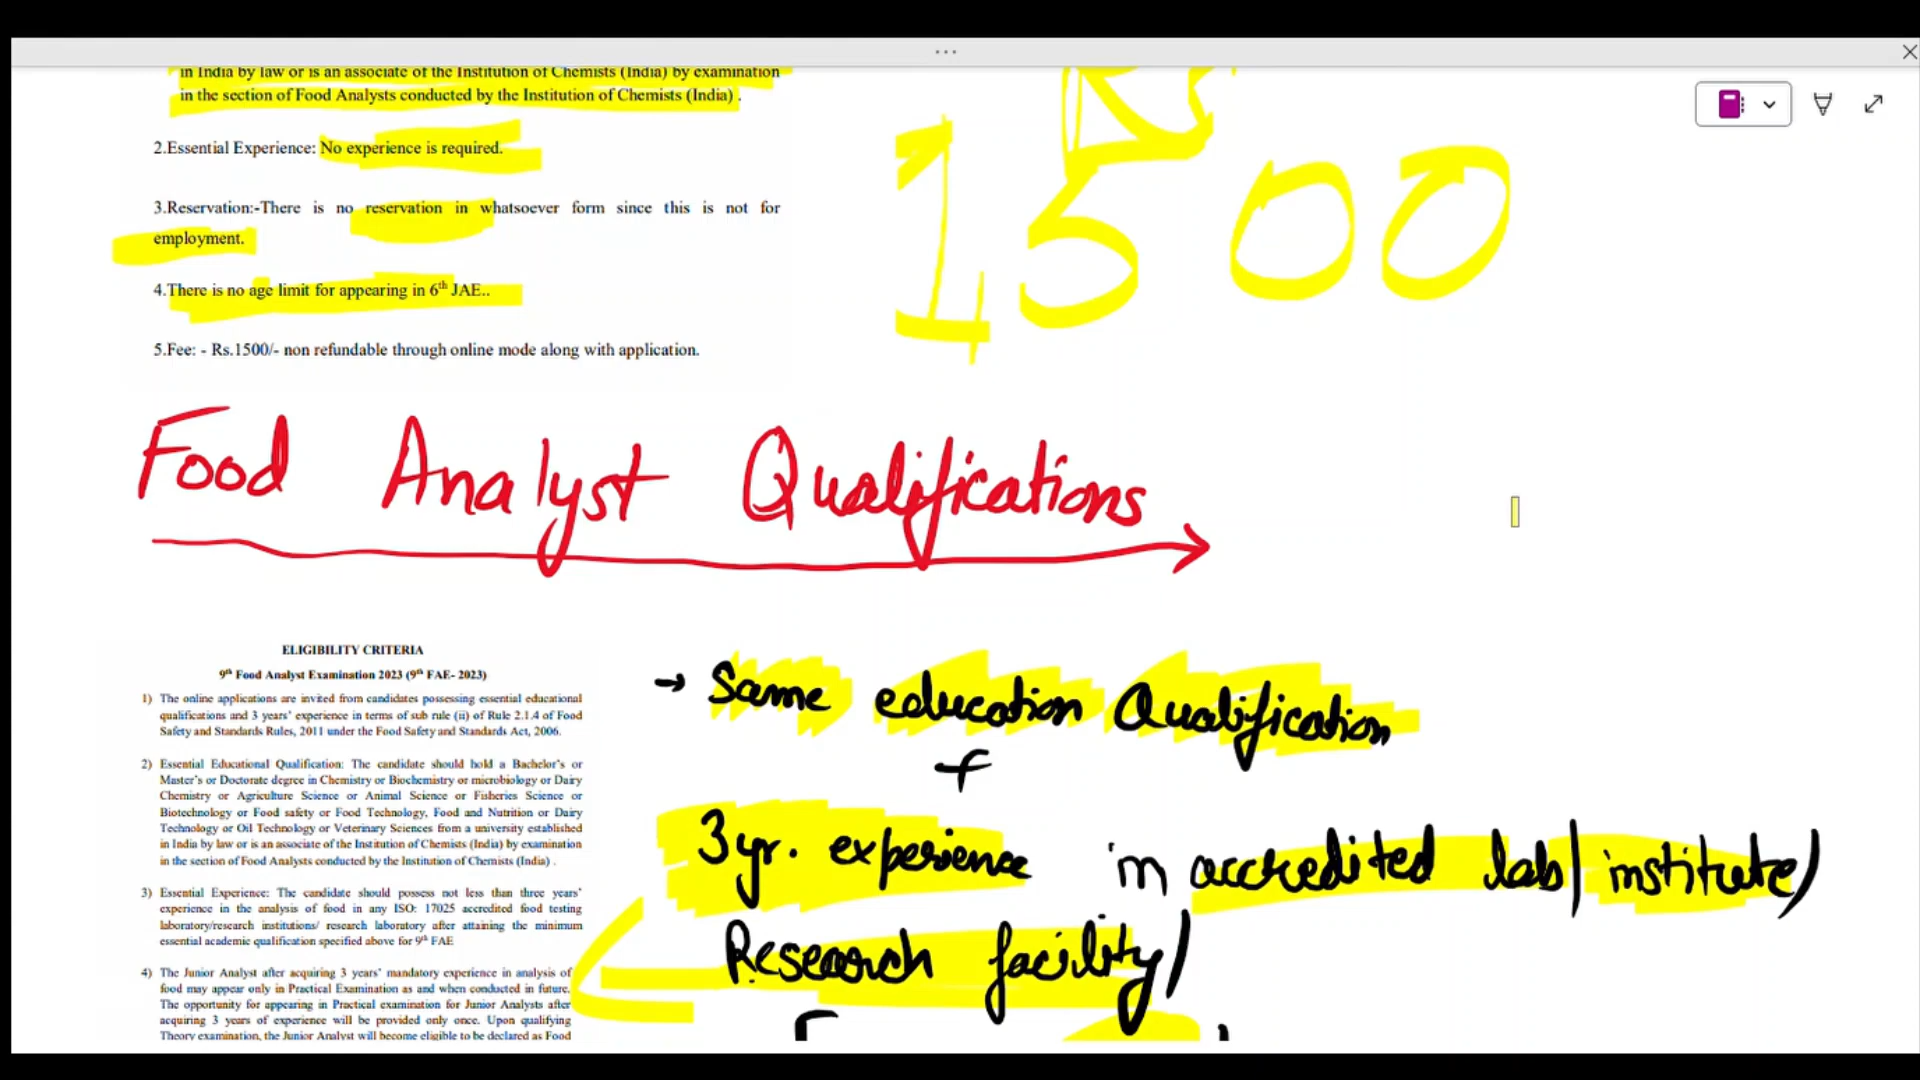 in India by law or is an associate of the Institution of Chemists (India) by examination
in the section of Food Analysts conducted by the Institution of Chemists (India) .
2.Essential Experience: No experience is required.
3.Reservation:-There is no reservation in whatsoever form since this is not for
employment.
4.There is no age limit for appearing in 6th JAE..
5.Fee: - Rs.1500/- non refundable through online mode along with application.
1500
Food Analyst Qualifications
ELIGIBILITY CRITERIA
9th Food Analyst Examination 2023 (9th FAE- 2023)
1) The online applications are invited from candidates possessing essential educational
qualifications and 3 years' experience in terms of sub rule (ii) of Rule 2.1.4 of Food
Safety and Standards Rules, 2011 under the Food Safety and Standards Act, 2006.
2) Essential Educational Qualification: The candidate should hold a Bachelor's or
Master's or Doctorate degree in Chemistry or Biochemistry or microbiology or Dairy
Chemistry or Agriculture Science or Animal Science or Fisheries Science or
Biotechnology or Food safety or Food Technology, Food and Nutrition or Dairy
Technology or Oil Technology or Veterinary Sciences from a university established
in India by law or is an associate of the Institution of Chemists (India) by examination
in the section of Food Analysts conducted by the Institution of Chemists (India) .
3) Essential Experience: The candidate should possess not less than three years'
experience in the analysis of food in any ISO: 17025 accredited food testing
laboratory/research institutions/ research laboratory after attaining the minimum
essential academic qualification specified above for 9th FAE
4) The Junior Analyst after acquiring 3 years' mandatory experience in analysis of
food may appear only in Practical Examination as and when conducted in future.
The opportunity for appearing in Practical examination for Junior Analysts after
acquiring 3 years of experience will be provided only once. Upon qualifying
Theory examination, the Junior Analyst will become eligible to be declared as Food
→ Same education Qualification
+
3yr. experience in accredited lab/ institute/
Research facility/